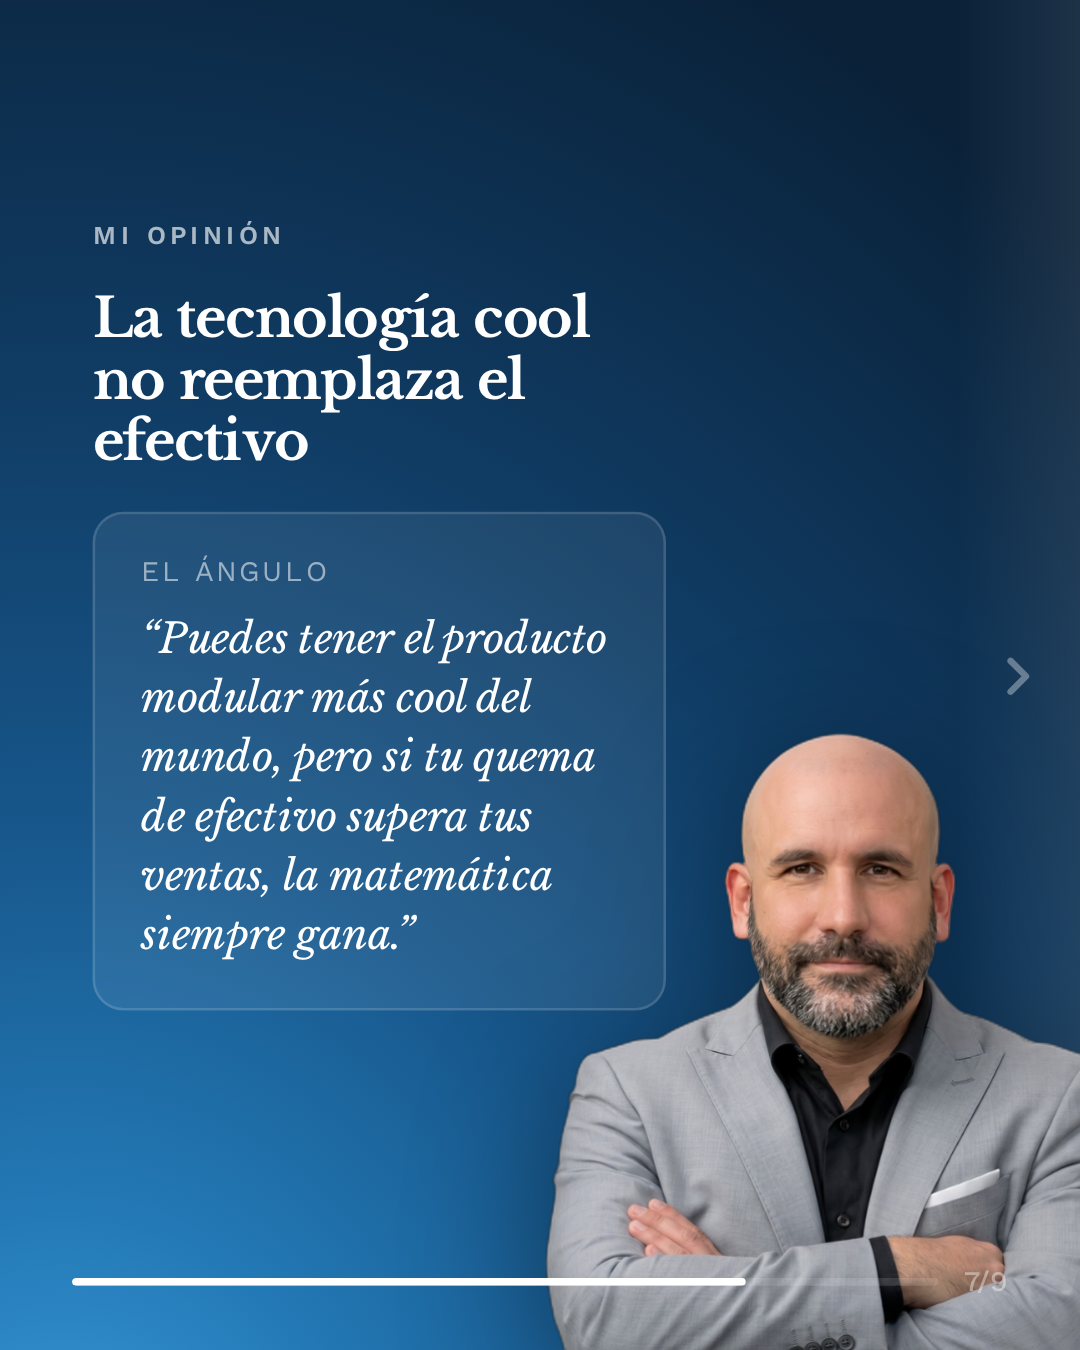 MI OPINIÓN
La tecnología cool
no reemplaza el
efectivo
EL ÁNGULO
“Puedes tener el producto
modular más cool del
mundo, pero si tu quema
de efectivo supera tus
ventas, la matemática
siempre gana.”
7/9